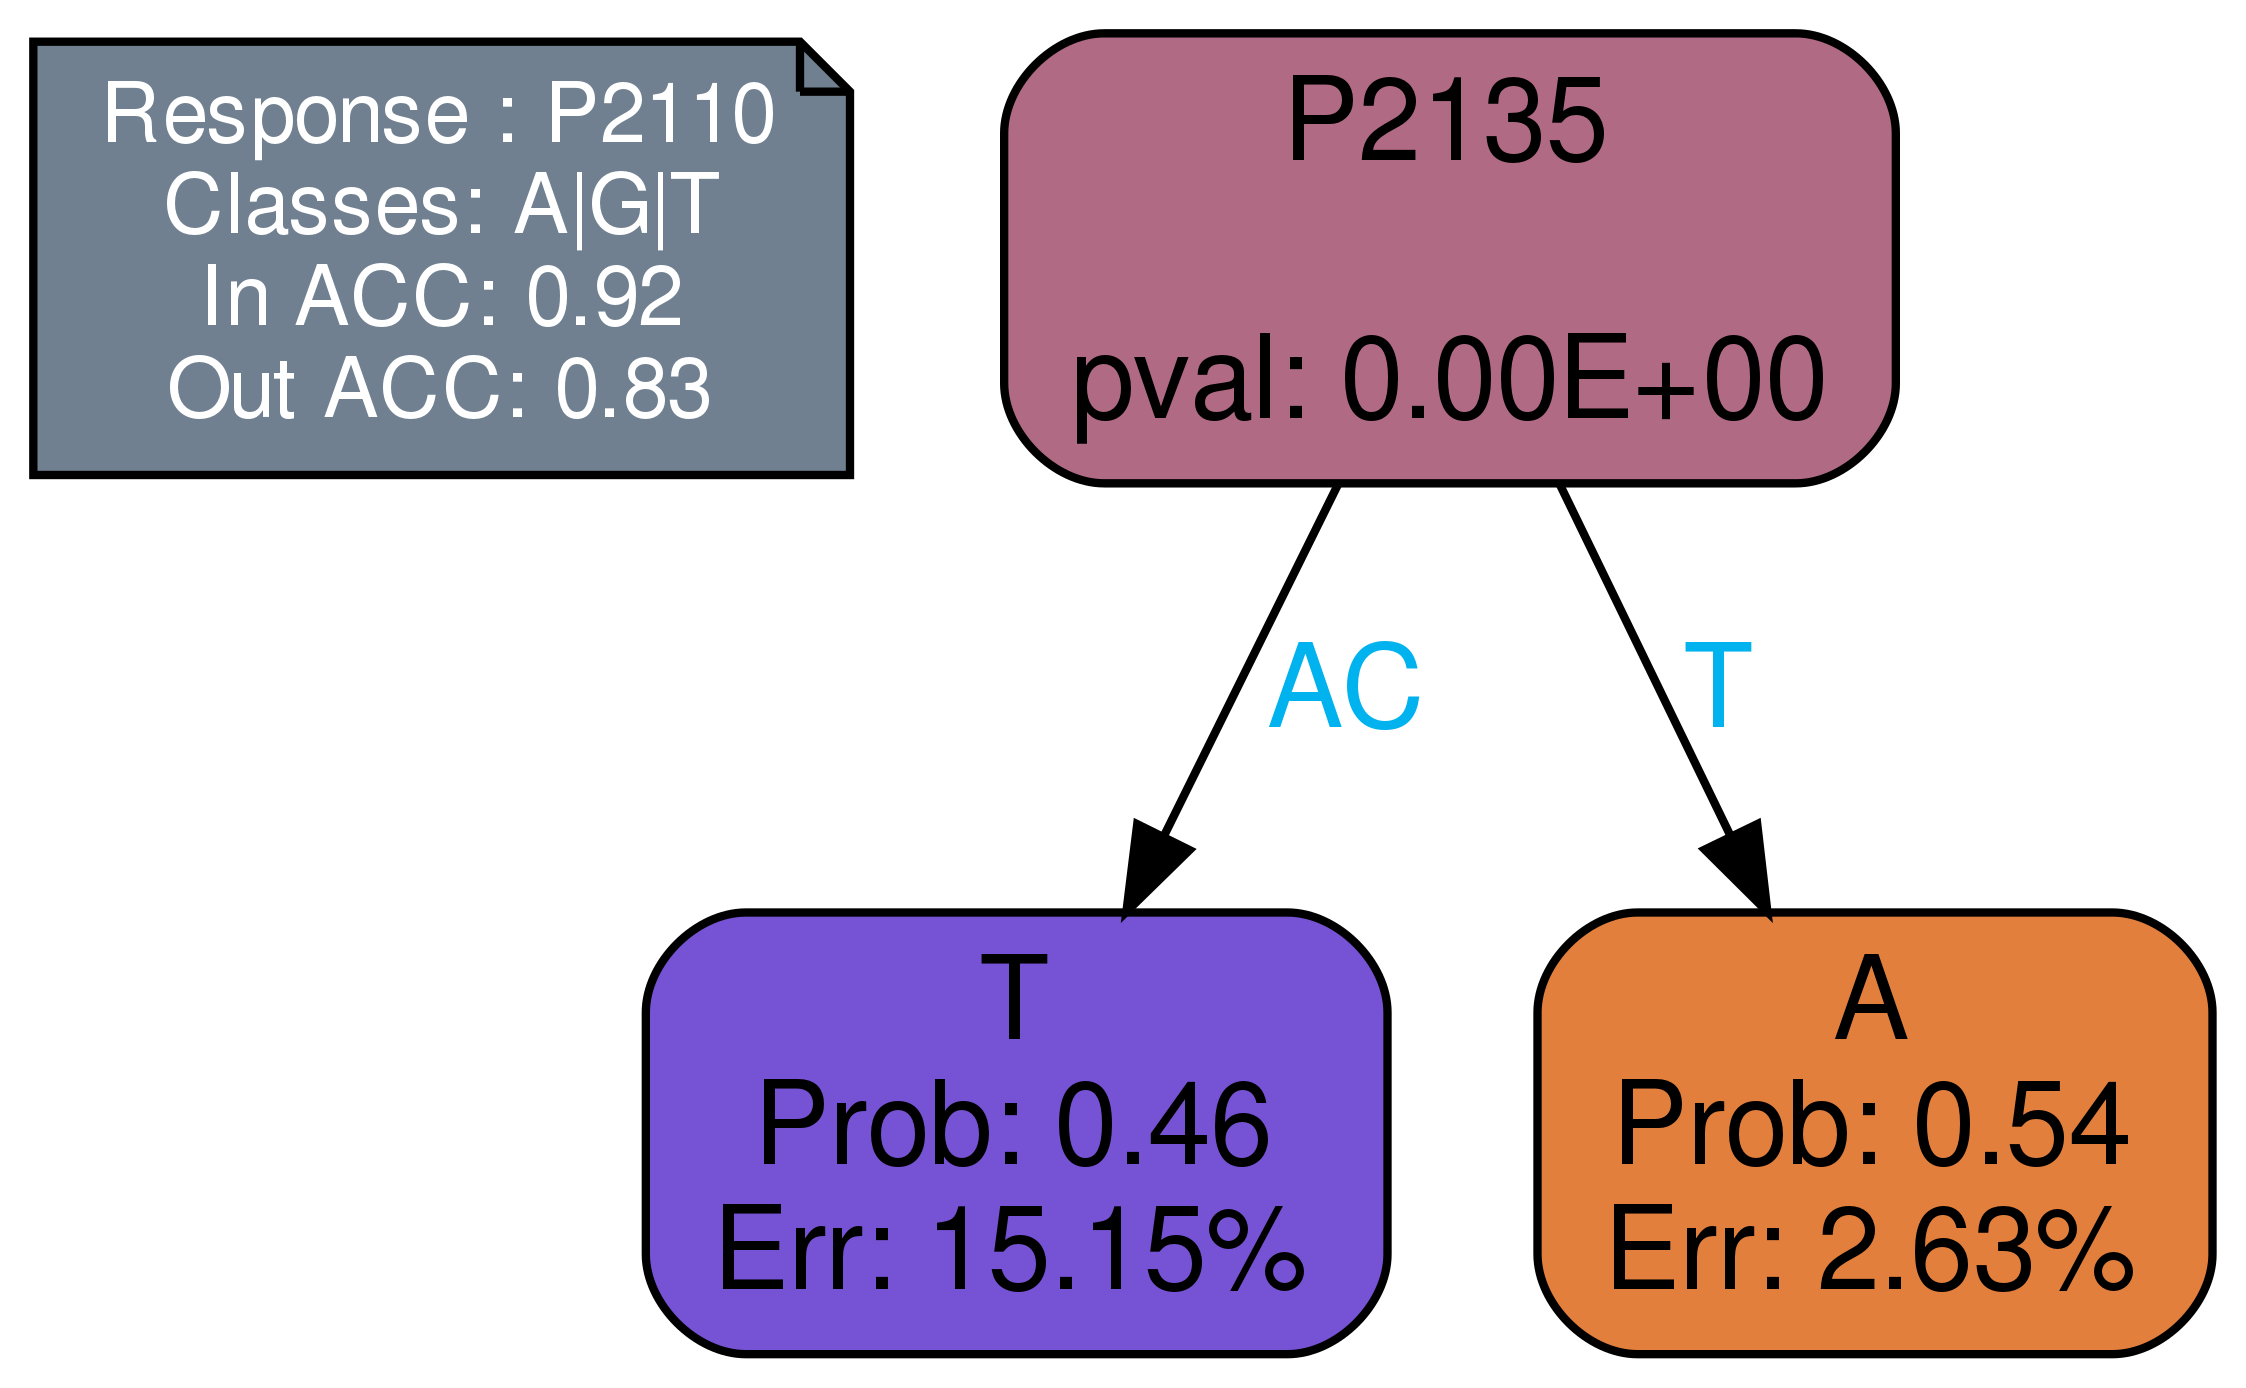 Response : P2110
Classes: A|G|T
In ACC: 0.92
Out ACC: 0.83
P2135
pval: 0.00E+00
AC
T
T
Prob: 0.46
Err: 15.15%
A
Prob: 0.54
Err: 2.63%